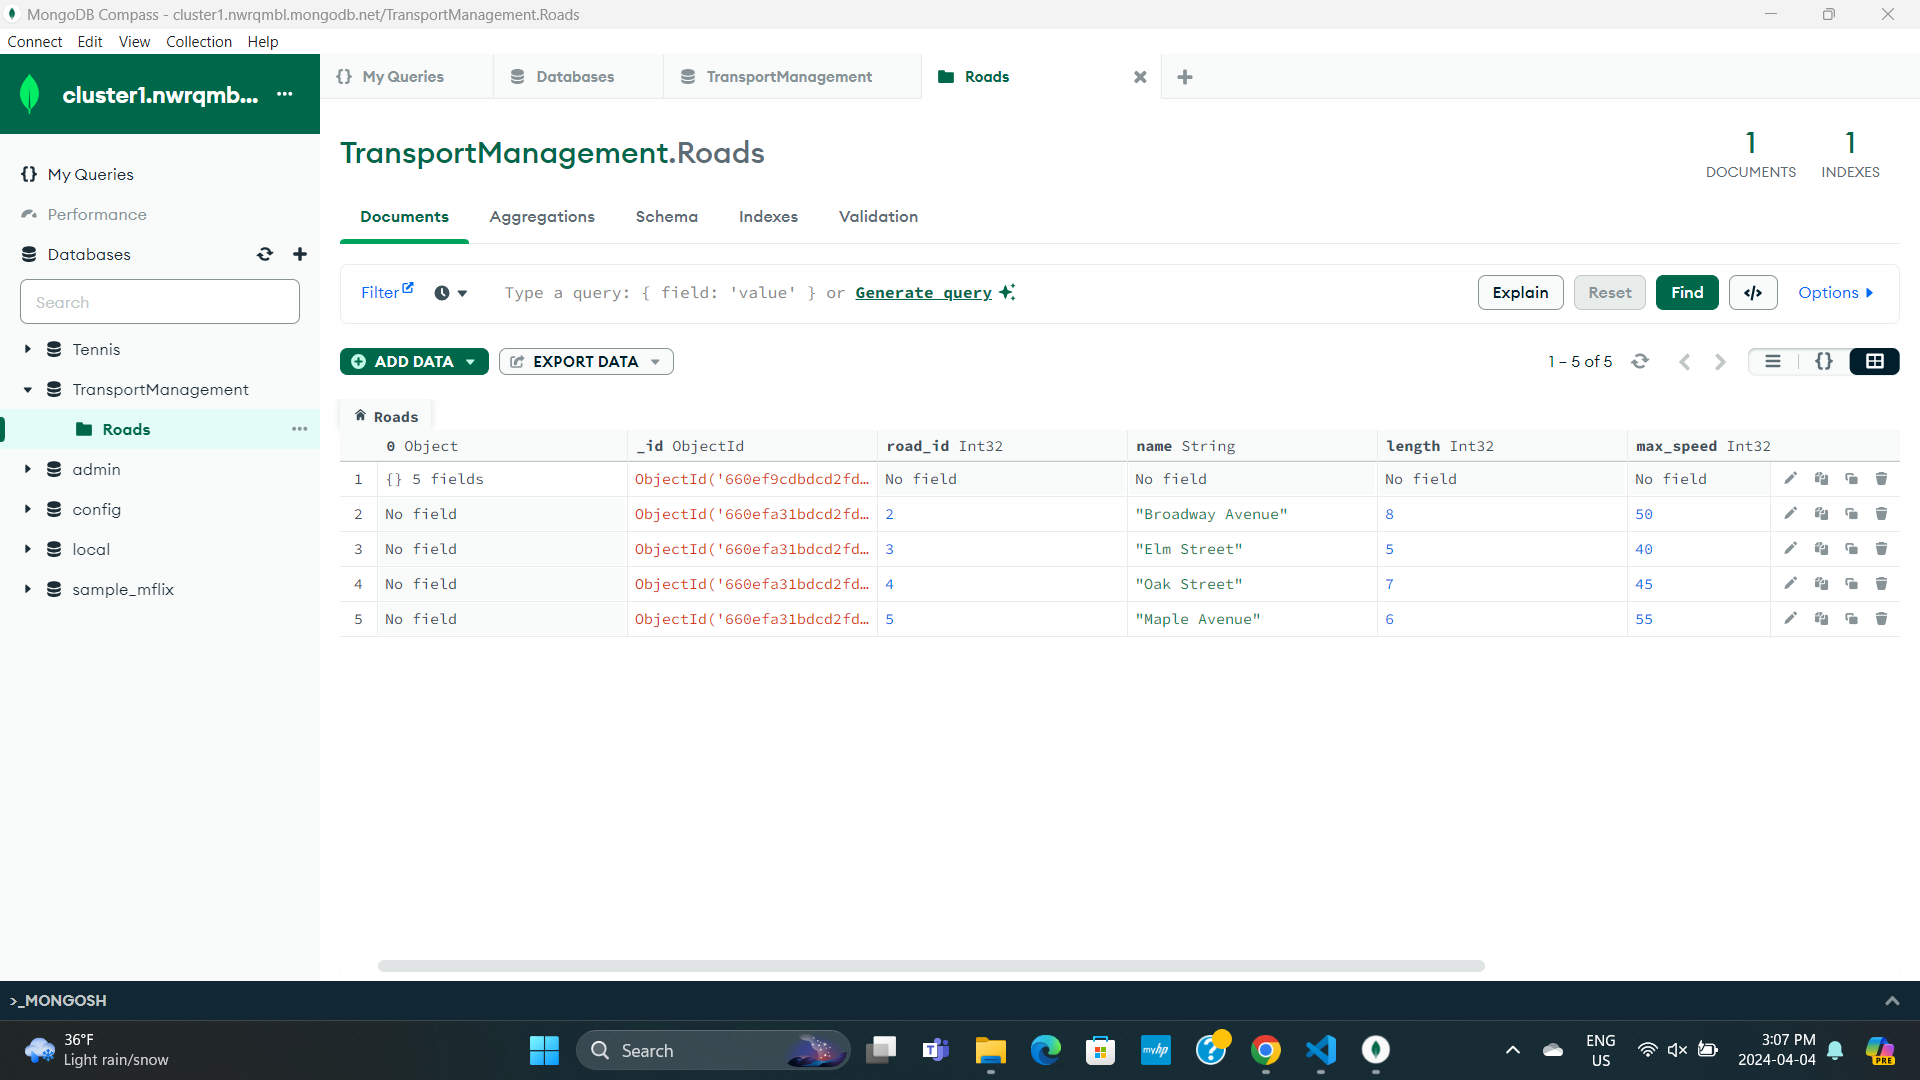 MongoDB Compass - cluster1.nwrqmbl.mongodb.net/TransportManagement.Roads
Connect Edit View Collection Help
cluster1.nwrqmb... ...
My Queries
Databases
TransportManagement
Roads
{} My Queries
Performance
Databases
Search
Tennis
TransportManagement
Roads
admin
config
local
sample_mflix
TransportManagement.Roads
1 DOCUMENTS
1 INDEXES
Documents Aggregations Schema Indexes Validation
Filter Type a query: { field: 'value' } or Generate query Explain Reset Find </> Options
ADD DATA EXPORT DATA 1 – 5 of 5 {}
Roads
0 Object _id ObjectId road_id Int32 name String length Int32 max_speed Int32
1 {} 5 fields ObjectId('660ef9cdbdcd2fd… No field No field No field No field
2 No field ObjectId('660efa31bdcd2fd… 2 "Broadway Avenue" 8 50
3 No field ObjectId('660efa31bdcd2fd… 3 "Elm Street" 5 40
4 No field ObjectId('660efa31bdcd2fd… 4 "Oak Street" 7 45
5 No field ObjectId('660efa31bdcd2fd… 5 "Maple Avenue" 6 55
>_MONGOSH
36°F
Light rain/snow
Search
myhp
ENG
US
3:07 PM
2024-04-04
PRE